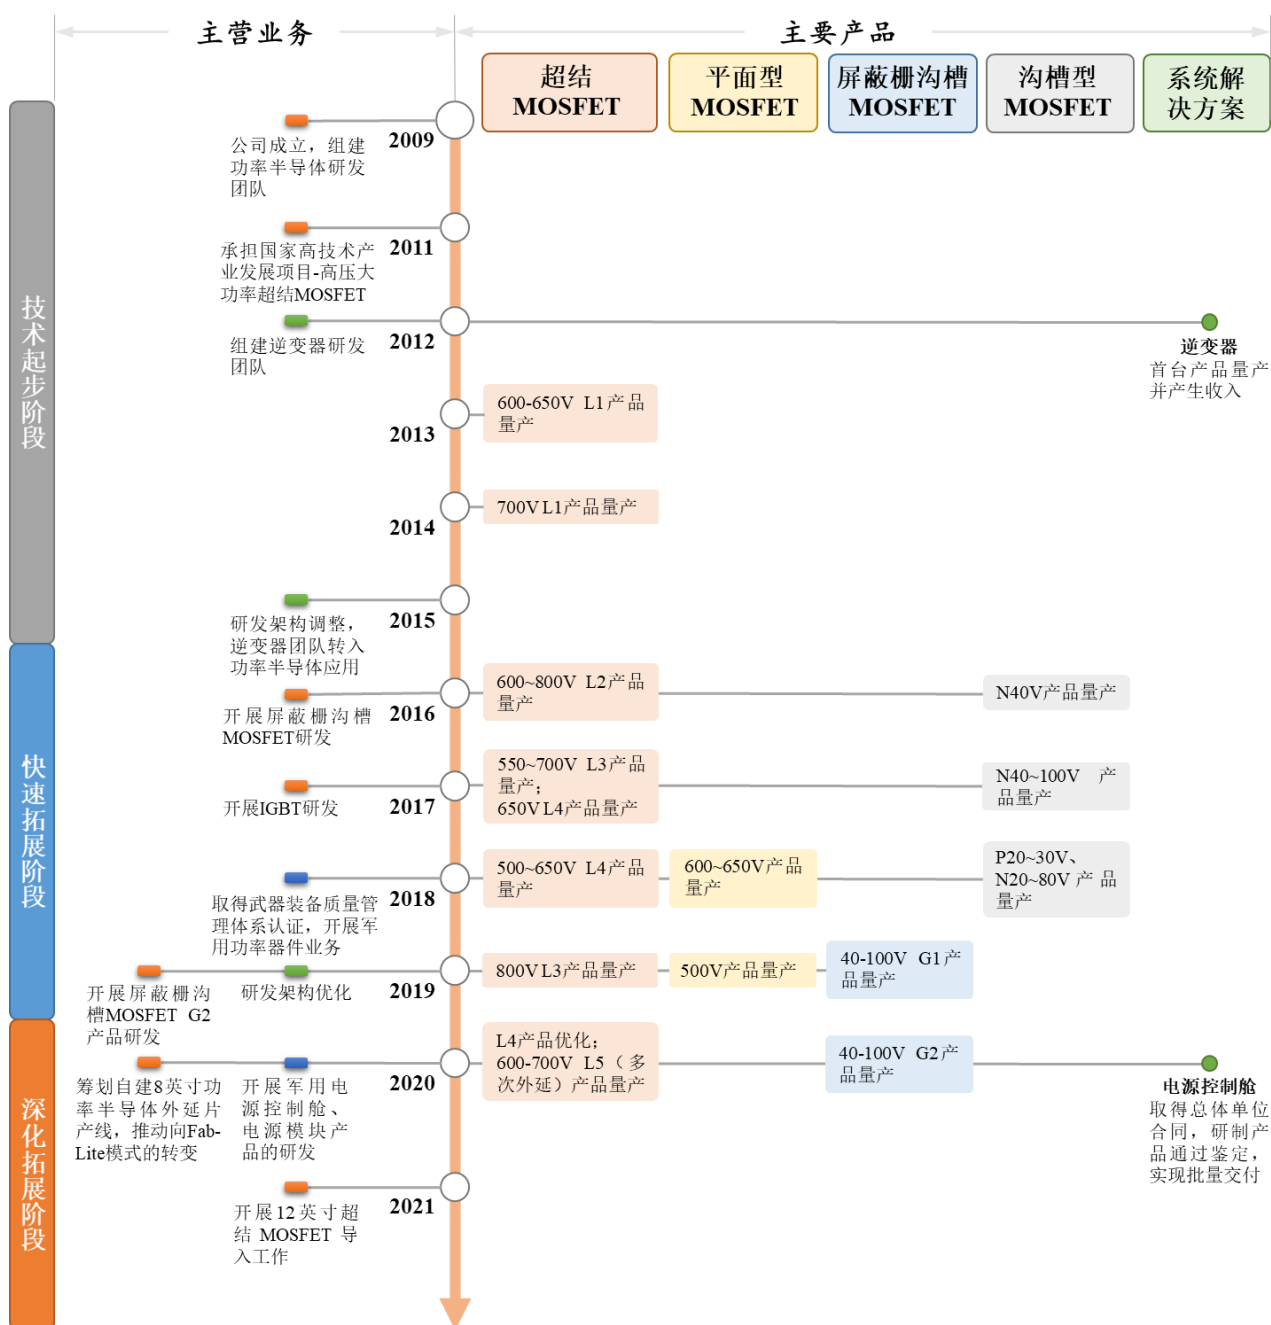 主营业务
主要产品
超结
MOSFET
平面型
MOSFET
屏蔽栅沟槽
MOSFET
沟槽型
MOSFET
系统解
决方案
技术起步阶段
2009
公司成立，组建
功率半导体研发
团队
2011
承担国家高技术产
业发展项目-高压大
功率超结MOSFET
2012
组建逆变器研发
团队
逆变器
首台产品量产
并产生收入
2013
600-650V L1产品
量产
2014
700V L1产品量产
2015
研发架构调整，
逆变器团队转入
功率半导体应用
快速拓展阶段
2016
开展屏蔽栅沟槽
MOSFET研发
600~800V L2产品
量产
N40V产品量产
2017
开展IGBT研发
550~700V L3产品
量产；
650V L4产品量产
N40~100V 产
品量产
2018
取得武器装备质量管
理体系认证，开展军
用功率器件业务
500~650V L4产品
量产
600~650V产品
量产
P20~30V、
N20~80V 产品
量产
2019
开展屏蔽栅沟
槽MOSFET G2
产品研发
研发架构优化
800V L3产品量产
500V产品量产
40-100V G1产
品量产
深化拓展阶段
2020
筹划自建8英寸功
率半导体外延片
产线，推动向Fab-
Lite模式的转变
开展军用电
源控制舱、
电源模块产
品的研发
L4产品优化；
600-700V L5（多
次外延）产品量产
40-100V G2产
品量产
电源控制舱
取得总体单位
合同，研制产
品通过鉴定，
实现批量交付
2021
开展12英寸超
结 MOSFET 导
入工作